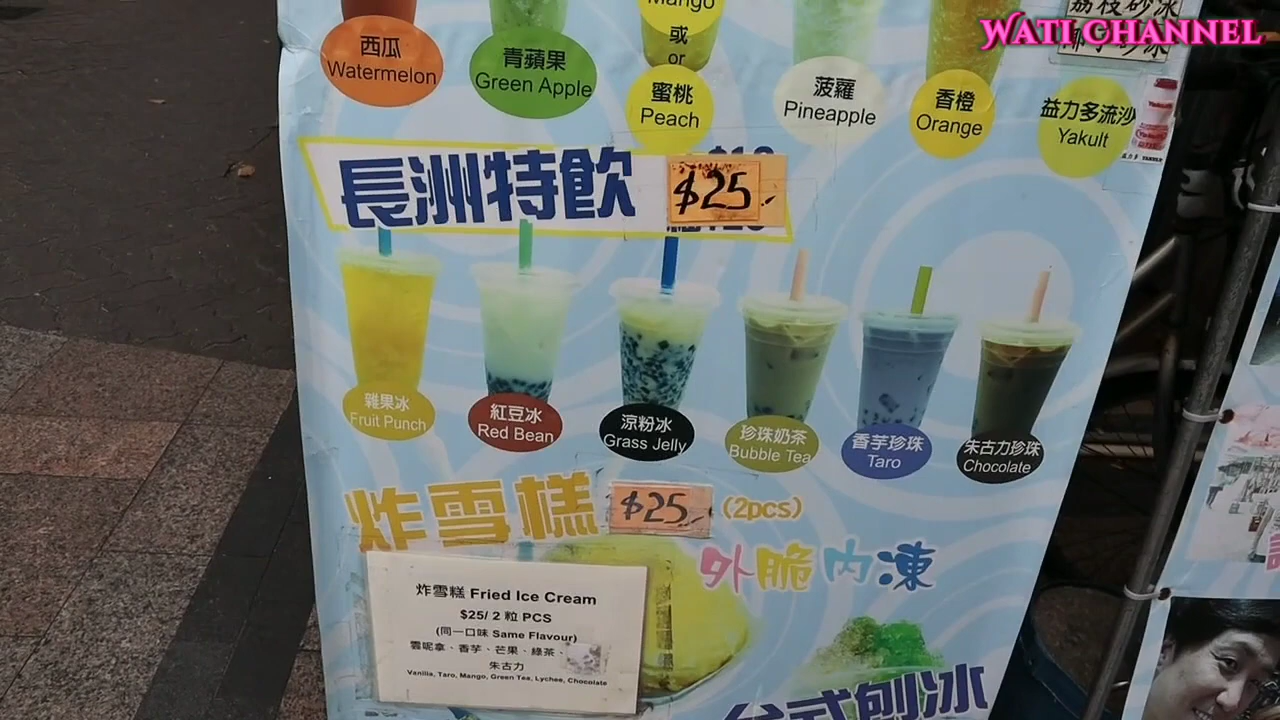 WATI CHANNEL
荔枝砂冰
Mango
或
or
西瓜
Watermelon
青蘋果
Green Apple
蜜桃
Peach
菠蘿
Pineapple
香橙
Orange
益力多流沙
Yakult
長洲特飲 $25.-
雜果冰
Fruit Punch
紅豆冰
Red Bean
涼粉冰
Grass Jelly
珍珠奶茶
Bubble Tea
香芋珍珠
Taro
朱古力珍珠
Chocolate
炸雪糕 $25.- (2pcs)
外脆內凍
炸雪糕 Fried Ice Cream
$25/ 2 粒 PCS
(同一口味 Same Flavour)
雲呢拿、香芋、芒果、綠茶、
朱古力
Vanilla, Taro, Mango, Green Tea, Lychee, Chocolate
台式刨冰